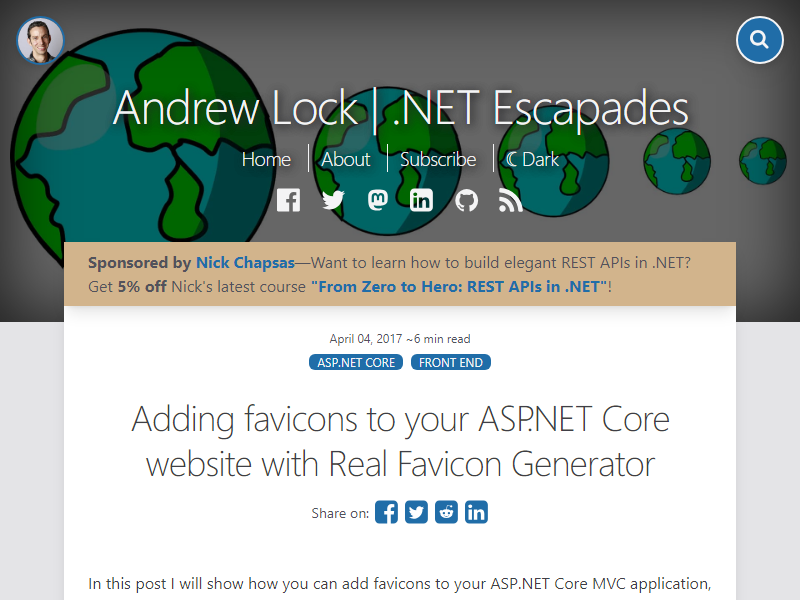 Andrew Lock | .NET Escapades
Home
About
Subscribe
☾ Dark
Sponsored by Nick Chapsas—Want to learn how to build elegant REST APIs in .NET?
Get 5% off Nick's latest course "From Zero to Hero: REST APIs in .NET"!
April 04, 2017 ~6 min read
ASP.NET CORE
FRONT END
Adding favicons to your ASP.NET Core
website with Real Favicon Generator
Share on:
In this post I will show how you can add favicons to your ASP.NET Core MVC application,